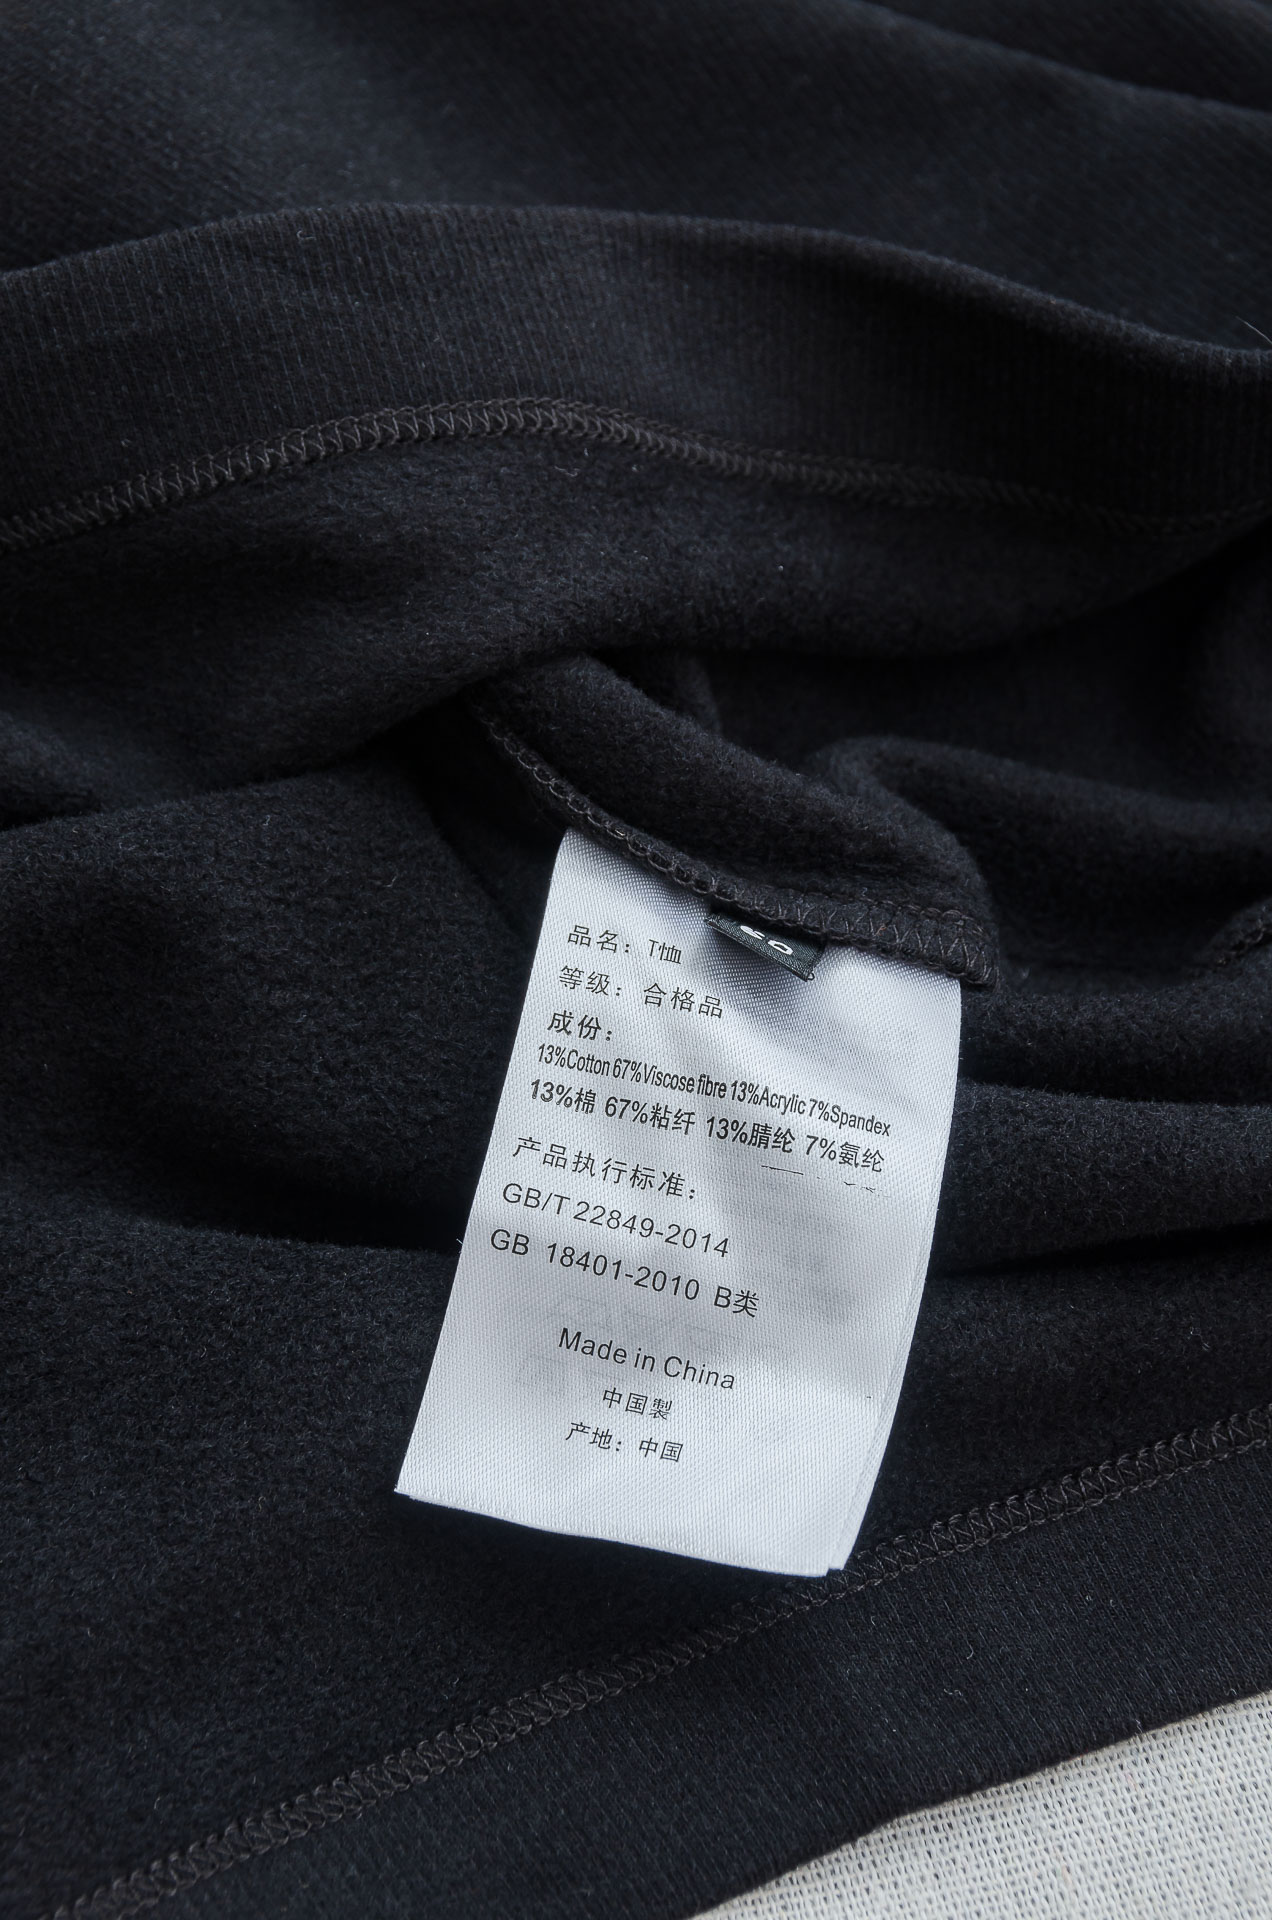 品名：T恤
等级：合格品
成份：
13%Cotton 67%Viscose fibre 13%Acrylic 7%Spandex
13%棉 67%粘纤 13%腈纶 7%氨纶
产品执行标准：
GB/T 22849-2014
GB 18401-2010 B类
Made in China
中国製
产地：中国